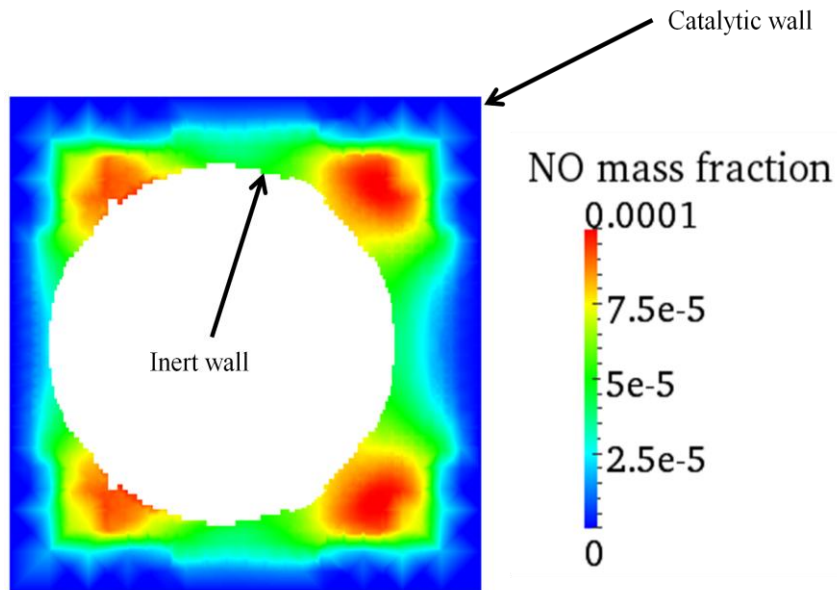 Catalytic wall
NO mass fraction
0.0001
7.5e-5
5e-5
2.5e-5
0
Inert wall